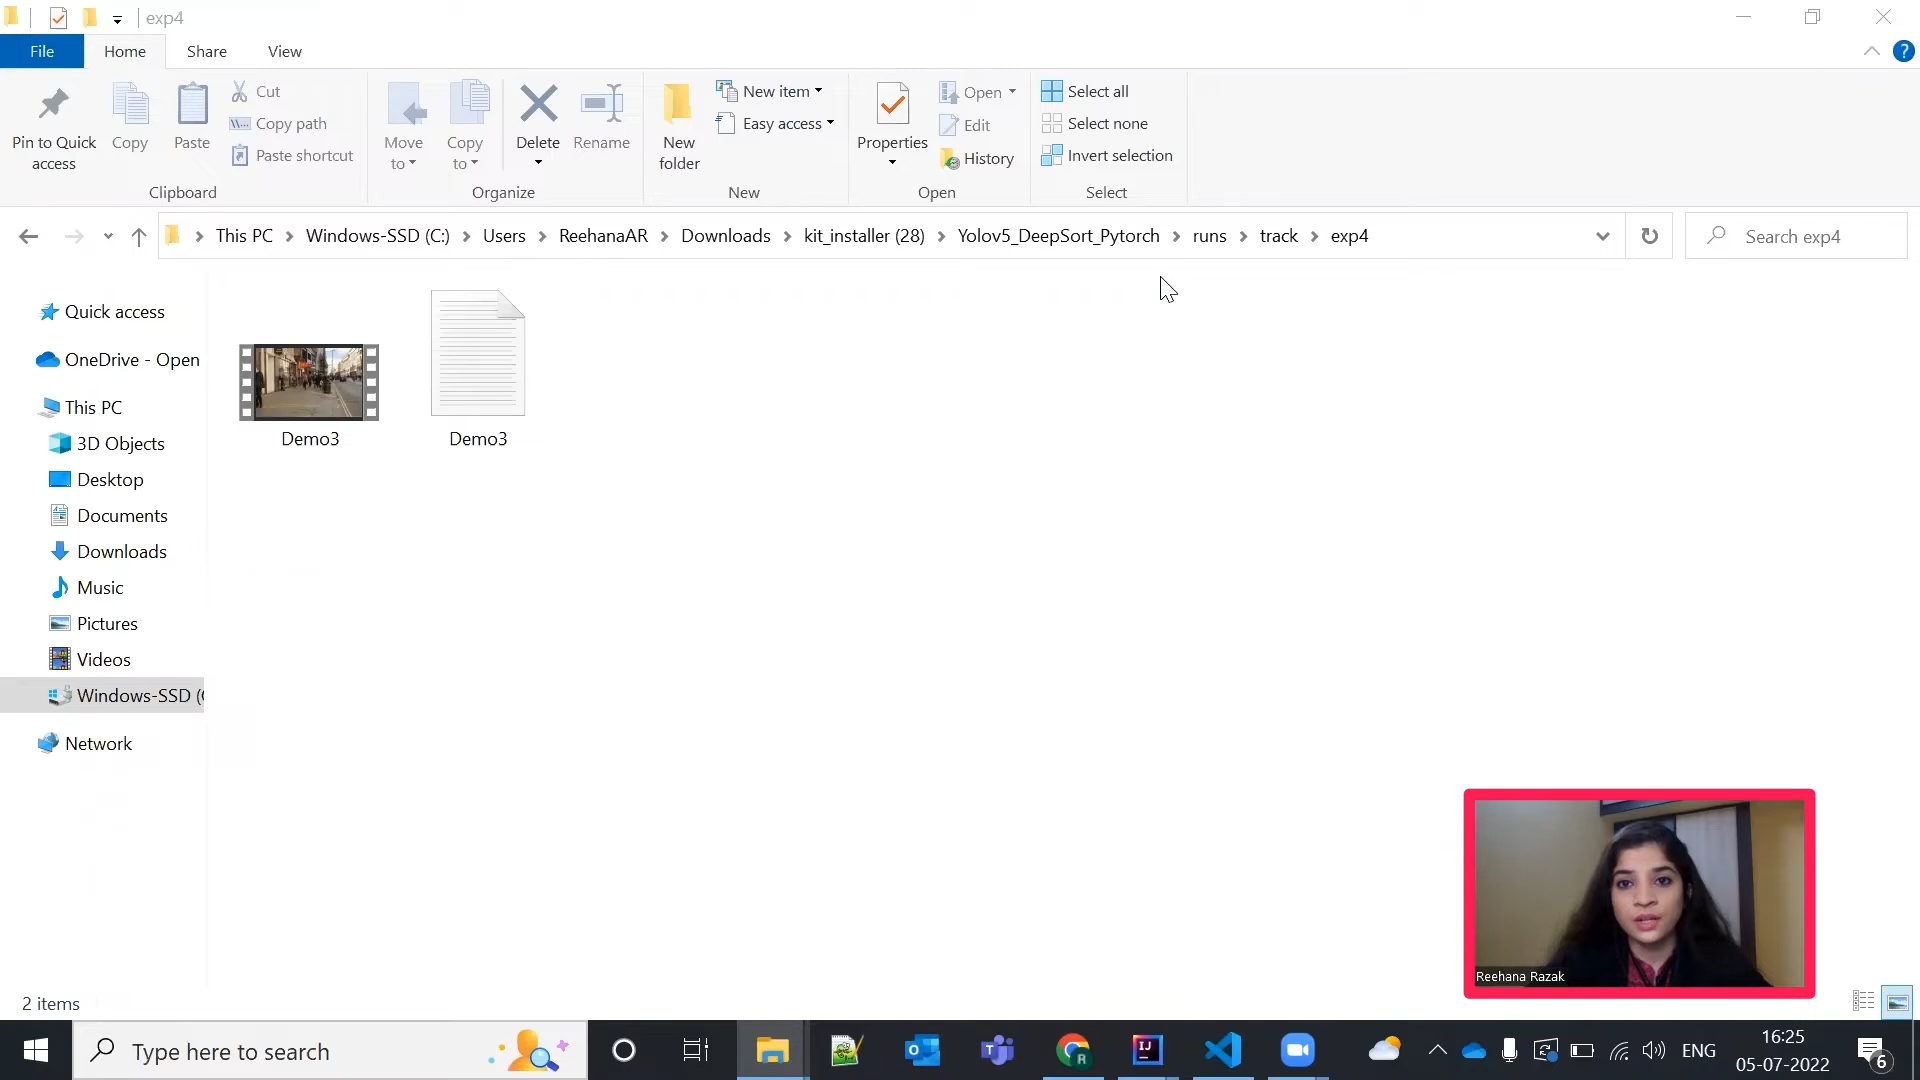 exp4
File
Home
Share
View
Pin to Quick access
Copy
Paste
Cut
Copy path
Paste shortcut
Clipboard
Move to
Copy to
Delete
Rename
Organize
New folder
New item
Easy access
New
Properties
Open
Edit
History
Open
Select all
Select none
Invert selection
Select
This PC > Windows-SSD (C:) > Users > ReehanaAR > Downloads > kit_installer (28) > Yolov5_DeepSort_Pytorch > runs > track > exp4
Search exp4
Quick access
OneDrive - Open
This PC
3D Objects
Desktop
Documents
Downloads
Music
Pictures
Videos
Windows-SSD (
Network
Demo3
Demo3
Reehana Razak
2 items
Type here to search
ENG
16:25
05-07-2022
6